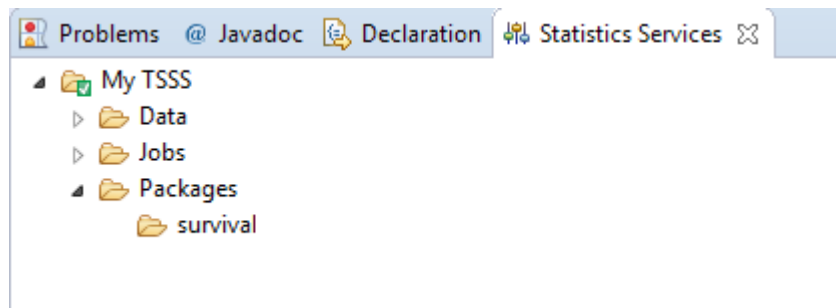 Problems @ Javadoc Declaration Statistics Services
My TSSS
Data
Jobs
Packages
survival